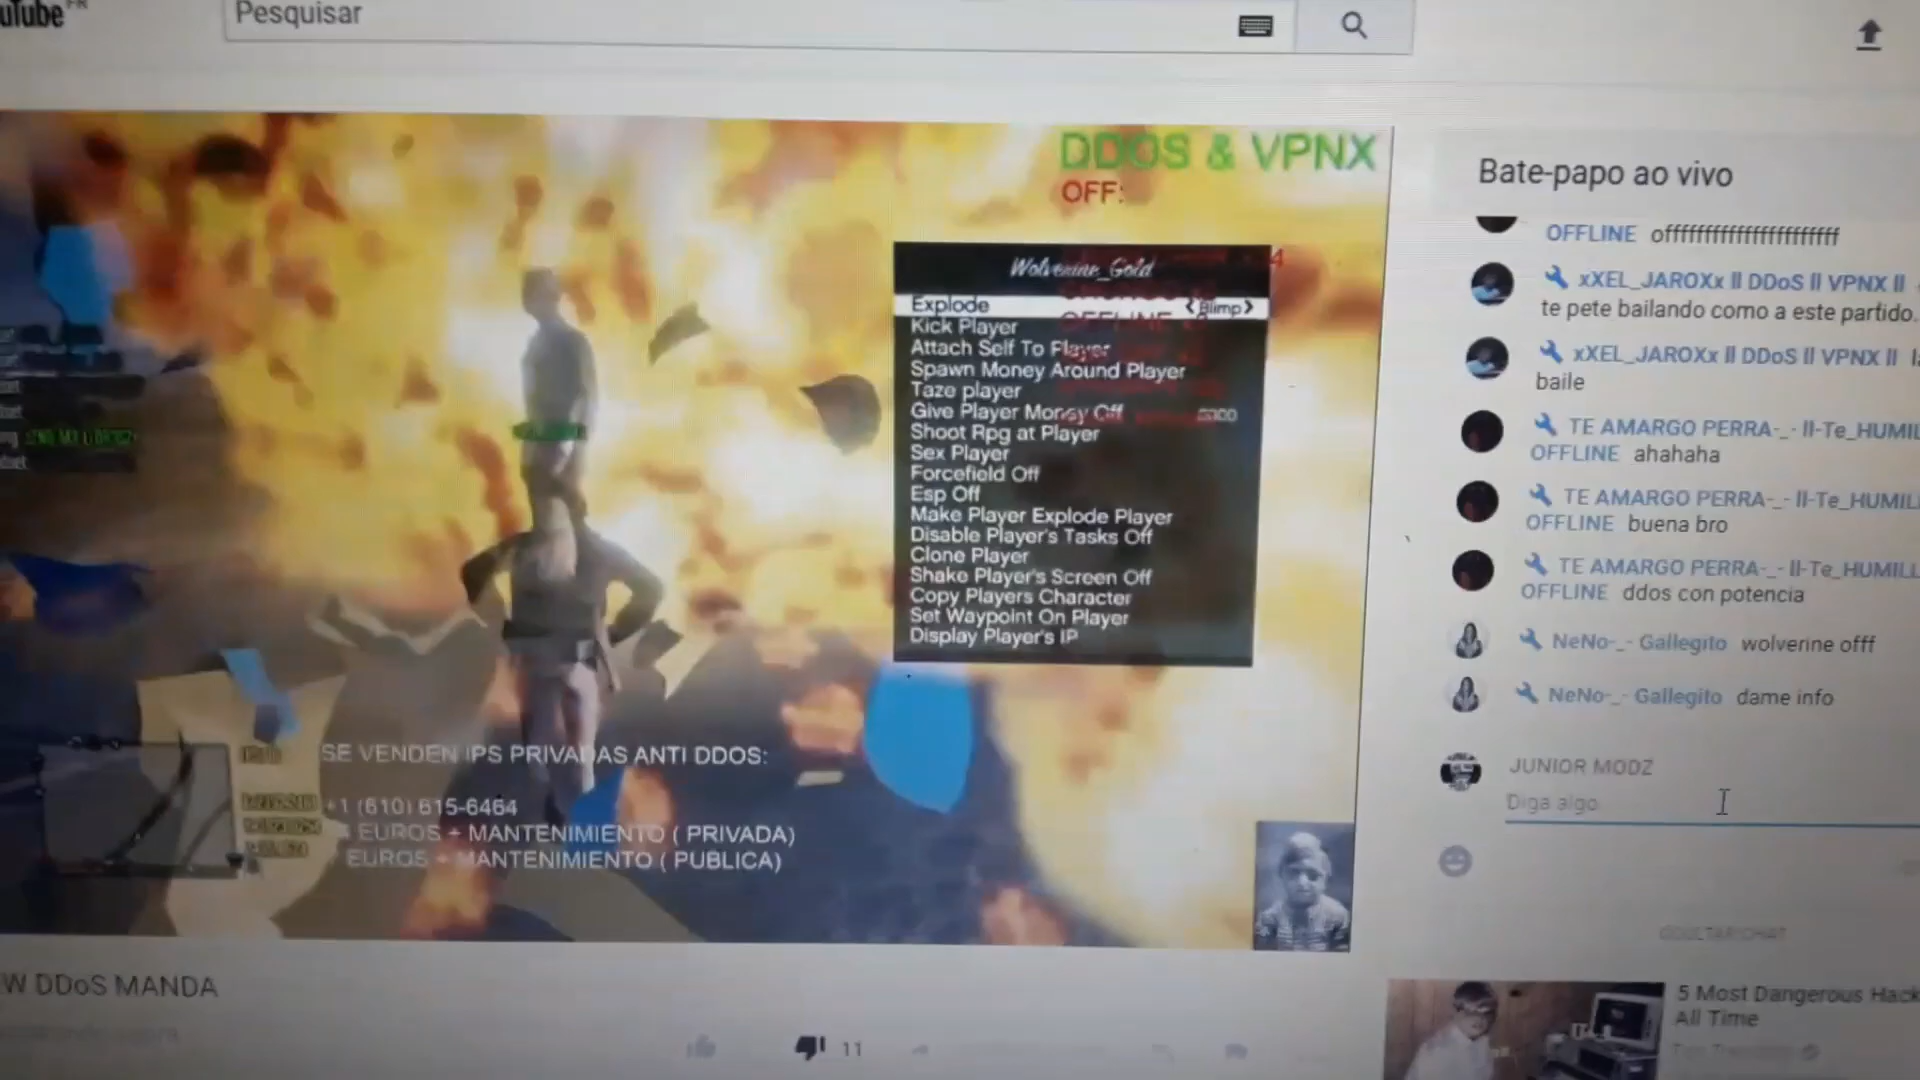 Pesquisar
DDOS & VPNX
OFF:
Wolverine_Gold
Explode <Blimp>
Kick Player
Attach Self To Player
Spawn Money Around Player
Taze player
Give Player Money Off
Shoot Rpg at Player
Sex Player
Forcefield Off
Esp Off
Make Player Explode Player
Disable Player's Tasks Off
Clone Player
Shake Player's Screen Off
Copy Players Character
Set Waypoint On Player
Display Player's IP
SE VENDEN IPS PRIVADAS ANTI DDOS:
+1 (610) 615-6464
EUROS + MANTENIMIENTO ( PRIVADA)
EUROS + MANTENIMIENTO ( PUBLICA)
W DDoS MANDA
11
Bate-papo ao vivo
OFFLINE offfffffffffffffffffffff
xXEL_JAROXx ll DDoS ll VPNX ll
te pete bailando como a este partido.
xXEL_JAROXx ll DDoS ll VPNX ll
baile
TE AMARGO PERRA-_- ll-Te_HUMIL
OFFLINE ahahaha
TE AMARGO PERRA-_- ll-Te_HUMILL
OFFLINE buena bro
TE AMARGO PERRA-_- ll-Te_HUMILL
OFFLINE ddos con potencia
NeNo-_- Gallegito wolverine offf
NeNo-_- Gallegito dame info
JUNIOR MODZ
Diga algo
OCULTAR CHAT
5 Most Dangerous Hack
All Time